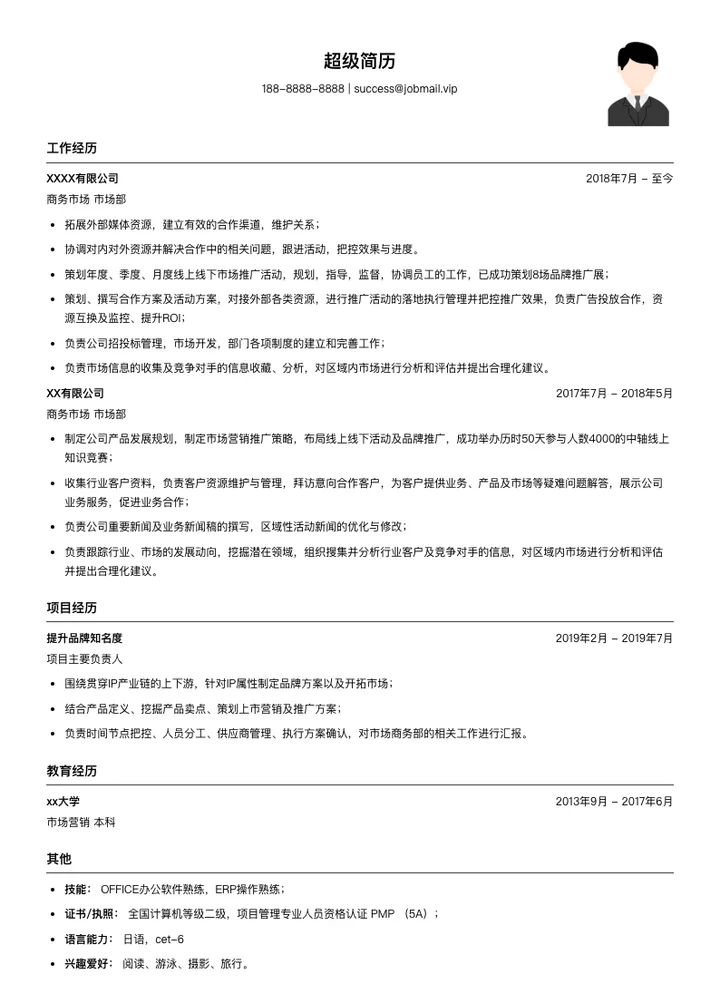 超级简历
188-8888-8888 | success@jobmail.vip
工作经历
XXXX有限公司 2018年7月 – 至今
商务市场 市场部
• 拓展外部媒体资源，建立有效的合作渠道，维护关系；
• 协调对内对外资源并解决合作中的相关问题，跟进活动，把控效果与进度。
• 策划年度、季度、月度线上线下市场推广活动，规划，指导，监督，协调员工的工作，已成功策划8场品牌推广展；
• 策划、撰写合作方案及活动方案，对接外部各类资源，进行推广活动的落地执行管理并把控推广效果，负责广告投放合作，资
源互换及监控、提升ROI；
• 负责公司招投标管理，市场开发，部门各项制度的建立和完善工作；
• 负责市场信息的收集及竞争对手的信息收藏、分析，对区域内市场进行分析和评估并提出合理化建议。
XX有限公司 2017年7月 – 2018年5月
商务市场 市场部
• 制定公司产品发展规划，制定市场营销推广策略，布局线上线下活动及品牌推广，成功举办历时50天参与人数4000的中轴线上
知识竞赛；
• 收集行业客户资料，负责客户资源维护与管理，拜访意向合作客户，为客户提供业务、产品及市场等疑难问题解答，展示公司
业务服务，促进业务合作；
• 负责公司重要新闻及业务新闻稿的撰写，区域性活动新闻的优化与修改；
• 负责跟踪行业、市场的发展动向，挖掘潜在领域，组织搜集并分析行业客户及竞争对手的信息，对区域内市场进行分析和评估
并提出合理化建议。
项目经历
提升品牌知名度 2019年2月 – 2019年7月
项目主要负责人
• 围绕贯穿IP产业链的上下游，针对IP属性制定品牌方案以及开拓市场；
• 结合产品定义、挖掘产品卖点、策划上市营销及推广方案；
• 负责时间节点把控、人员分工、供应商管理、执行方案确认，对市场商务部的相关工作进行汇报。
教育经历
xx大学 2013年9月 – 2017年6月
市场营销 本科
其他
• 技能： OFFICE办公软件熟练，ERP操作熟练；
• 证书/执照： 全国计算机等级二级，项目管理专业人员资格认证 PMP （5A）；
• 语言能力： 日语，cet-6
• 兴趣爱好： 阅读、游泳、摄影、旅行。